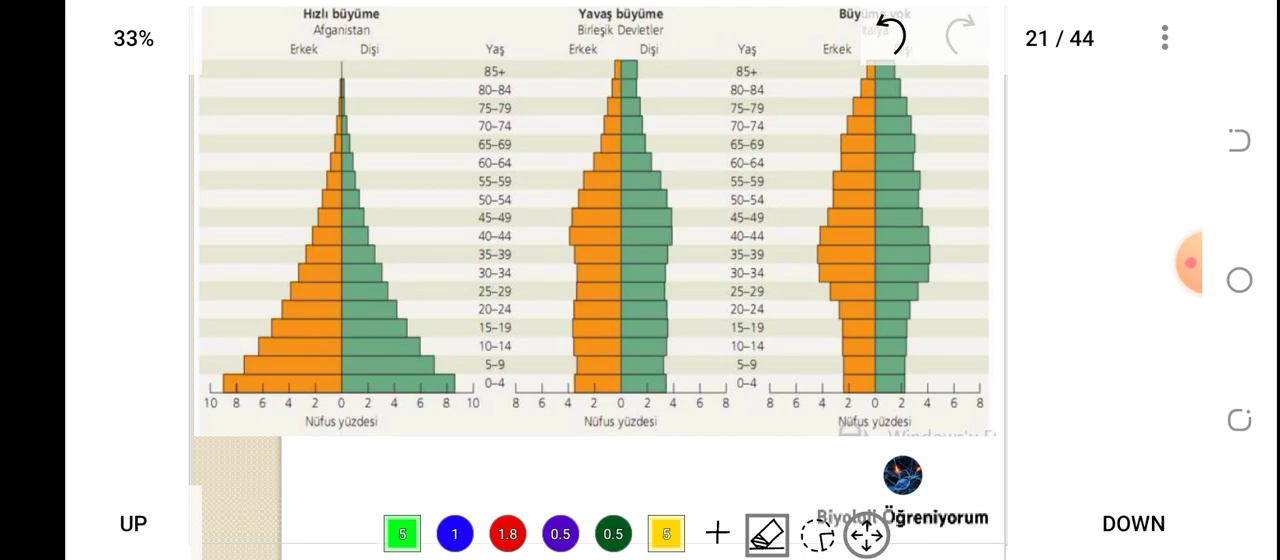 33%
21 / 44
Hızlı büyüme
Afganistan
Erkek Dişi
Yavaş büyüme
Birleşik Devletler
Erkek Dişi
Büyüme yok
Erkek
Yaş Yaş
85+ 85+
80–84 80–84
75–79 75–79
70–74 70–74
65–69 65–69
60–64 60–64
55–59 55–59
50–54 50–54
45–49 45–49
40–44 40–44
35–39 35–39
30–34 30–34
25–29 25–29
20–24 20–24
15–19 15–19
10–14 10–14
5–9 5–9
0–4 0–4
10 8 6 4 2 0 2 4 6 8 10
8 6 4 2 0 2 4 6 8
8 6 4 2 0 2 4 6 8
Nüfus yüzdesi Nüfus yüzdesi Nüfus yüzdesi
Biyoloji Öğreniyorum
UP
5 1 1.8 0.5 0.5 5
DOWN